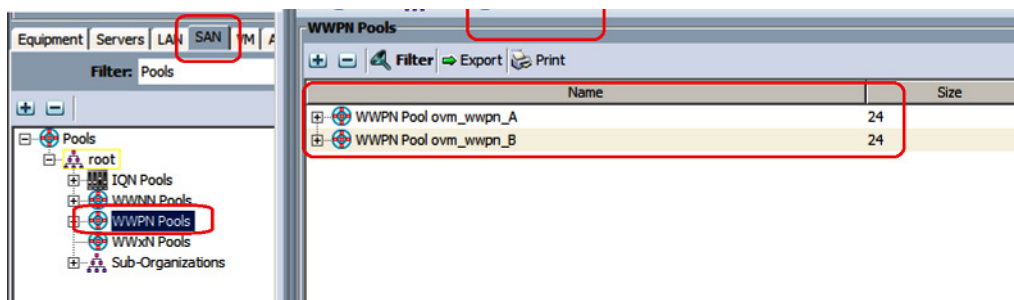 Equipment Servers LAN SAN VM
Filter: Pools
Pools
root
IQN Pools
WWNN Pools
WWPN Pools
WWxN Pools
Sub-Organizations
WWPN Pools
Filter Export Print
Name Size
WWPN Pool ovm_wwpn_A 24
WWPN Pool ovm_wwpn_B 24